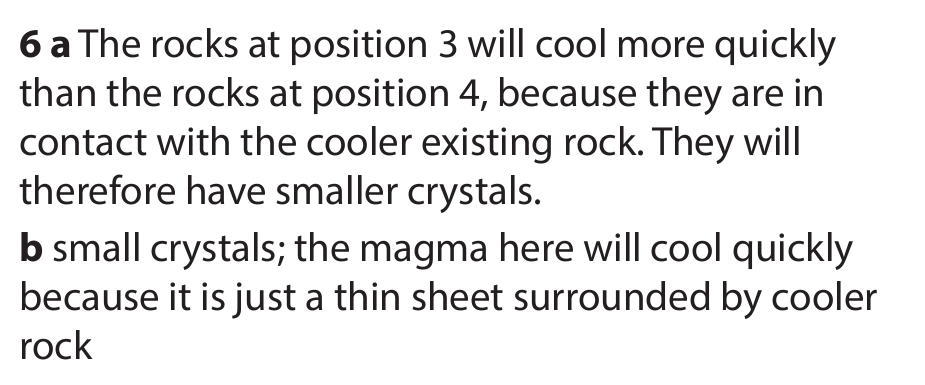 6 a The rocks at position 3 will cool more quickly
than the rocks at position 4, because they are in
contact with the cooler existing rock. They will
therefore have smaller crystals.
b small crystals; the magma here will cool quickly
because it is just a thin sheet surrounded by cooler
rock